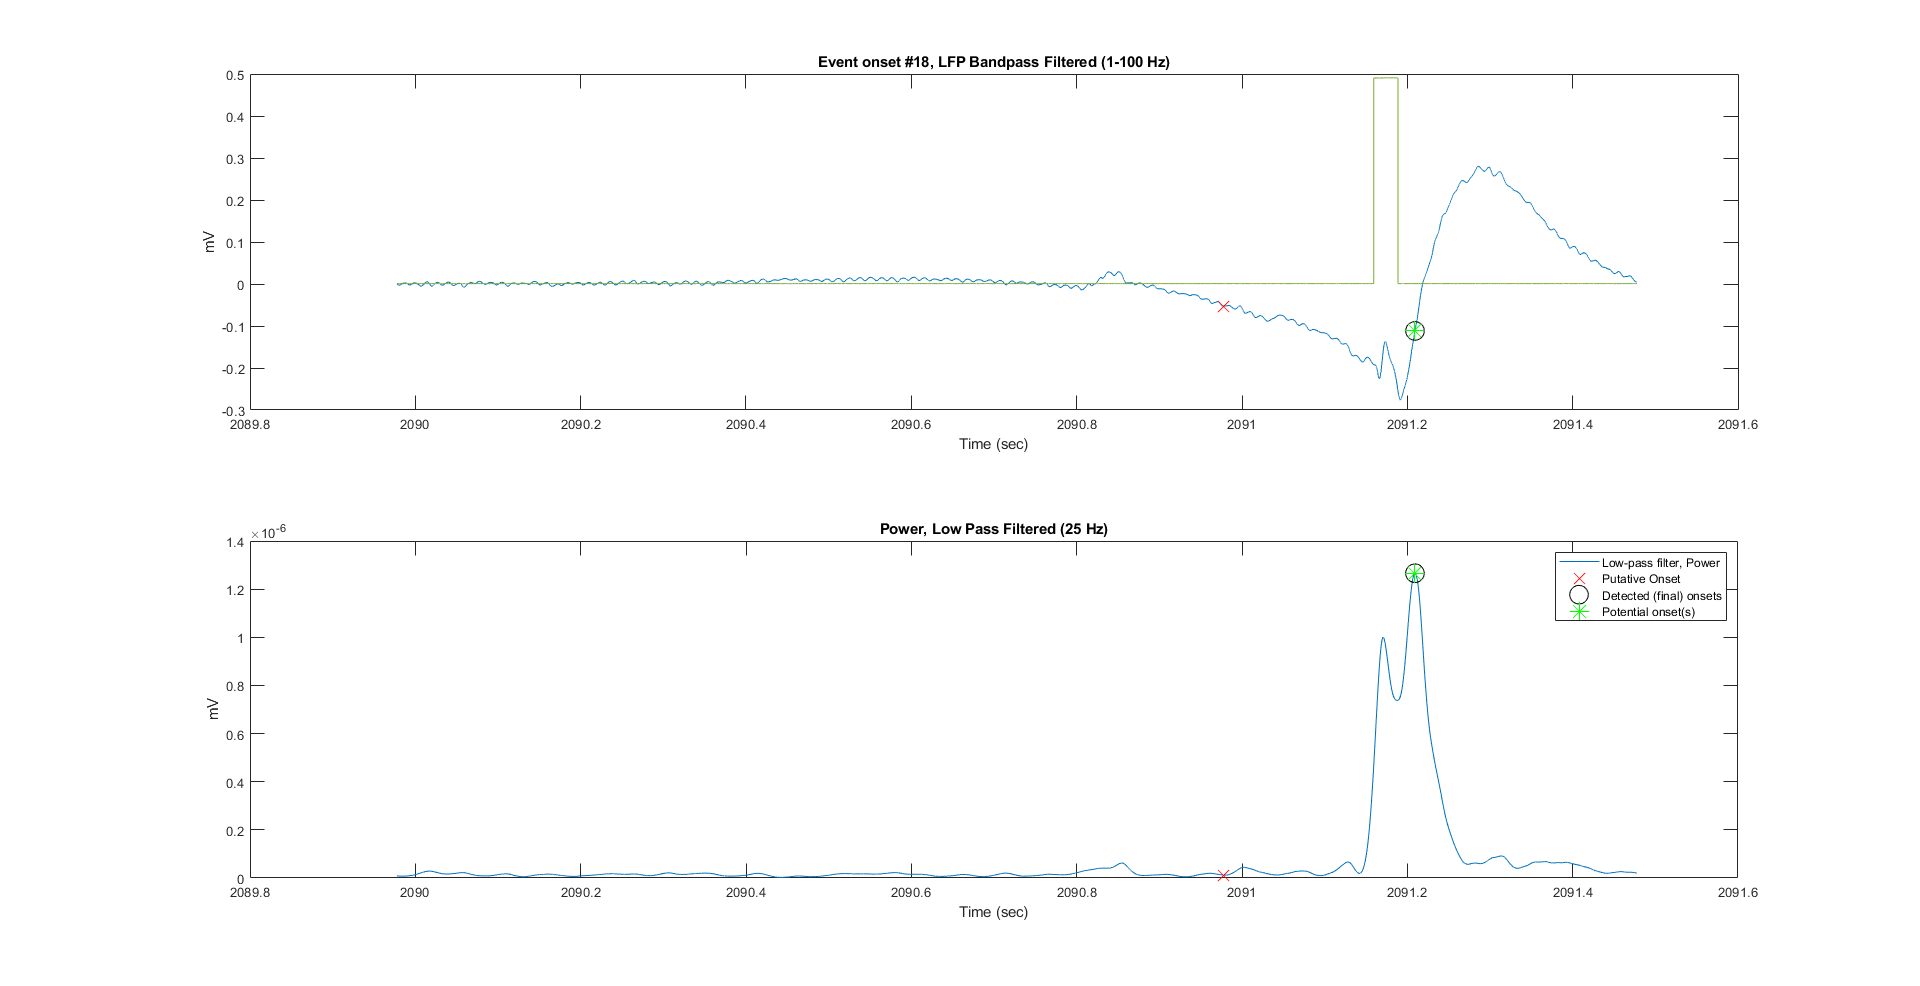 Event onset #18, LFP Bandpass Filtered (1-100 Hz)
0.5
0.4
0.3
0.2
0.1
0
-0.1
-0.2
-0.3
mV
2089.8 2090 2090.2 2090.4 2090.6 2090.8 2091 2091.2 2091.4 2091.6
Time (sec)
Power, Low Pass Filtered (25 Hz)
×10-6
1.4
1.2
1
0.8
0.6
0.4
0.2
0
mV
Low-pass filter, Power
Putative Onset
Detected (final) onsets
Potential onset(s)
2089.8 2090 2090.2 2090.4 2090.6 2090.8 2091 2091.2 2091.4 2091.6
Time (sec)